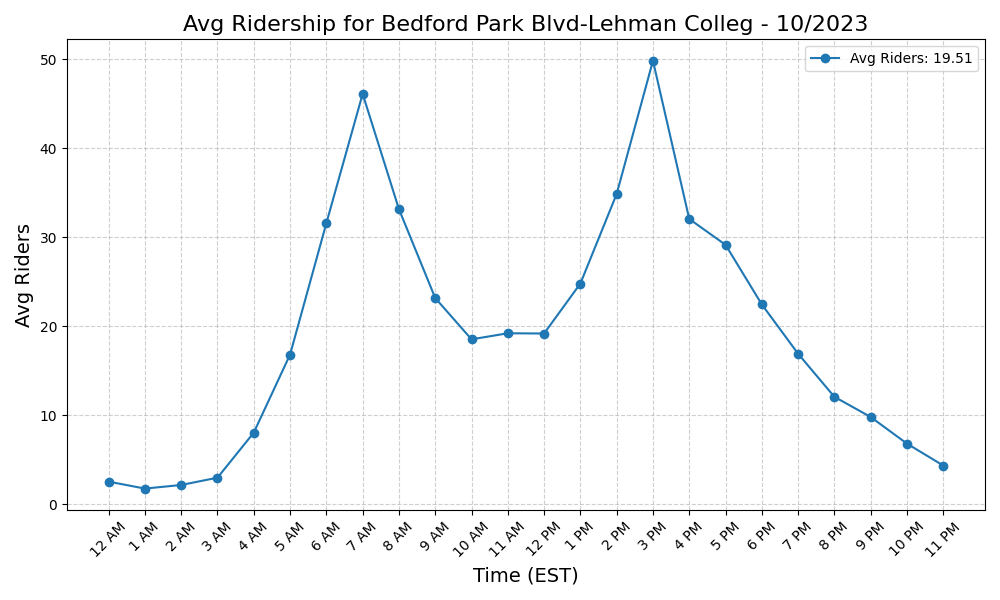 Avg Ridership for Bedford Park Blvd-Lehman Colleg - 10/2023
Avg Riders: 19.51
Avg Riders
50
40
30
20
10
0
12 AM
1 AM
2 AM
3 AM
4 AM
5 AM
6 AM
7 AM
8 AM
9 AM
10 AM
11 AM
12 PM
1 PM
2 PM
3 PM
4 PM
5 PM
6 PM
7 PM
8 PM
9 PM
10 PM
11 PM
Time (EST)